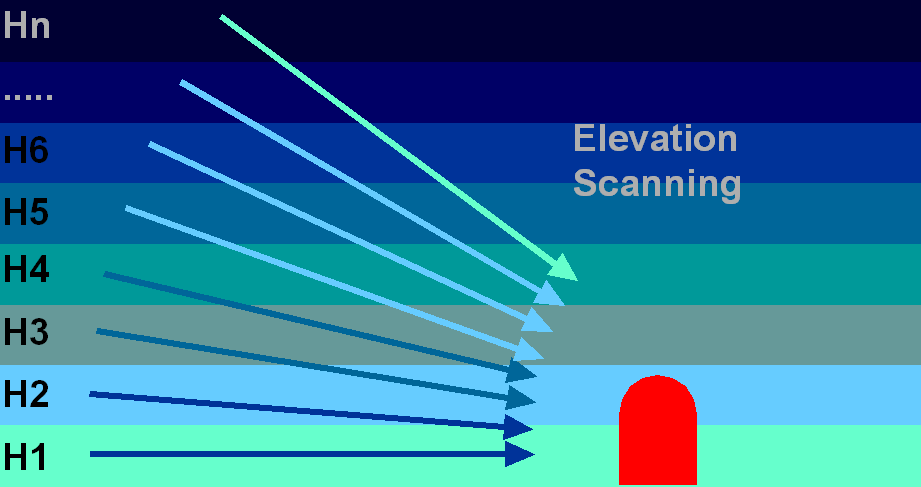 Hn
.....
H6
Elevation
Scanning
H5
H4
H3
H2
H1